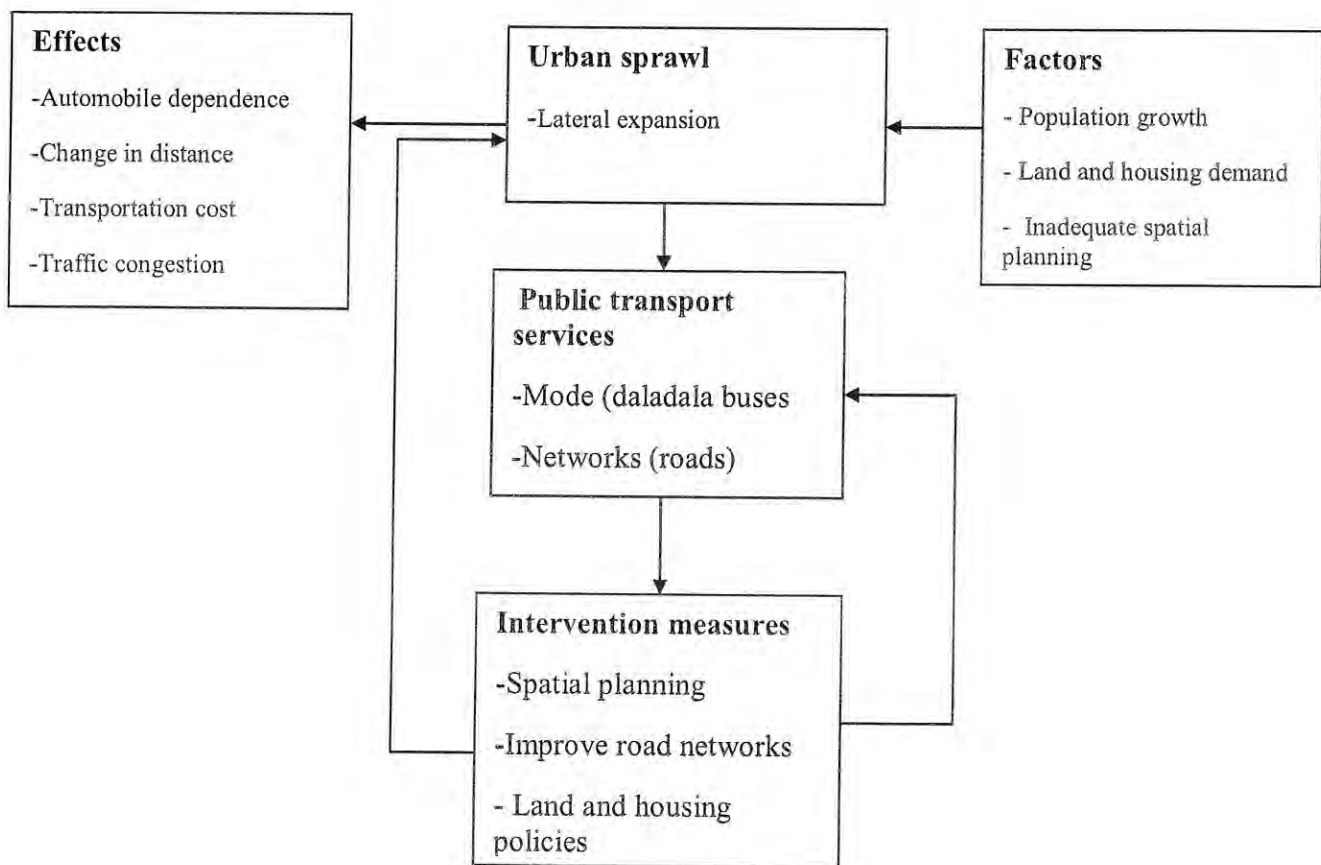 Effects
-Automobile dependence
-Change in distance
-Transportation cost
-Traffic congestion
Urban sprawl
-Lateral expansion
Factors
- Population growth
- Land and housing demand
- Inadequate spatial
planning
Public transport
services
-Mode (daladala buses
-Networks (roads)
Intervention measures
-Spatial planning
-Improve road networks
- Land and housing
policies